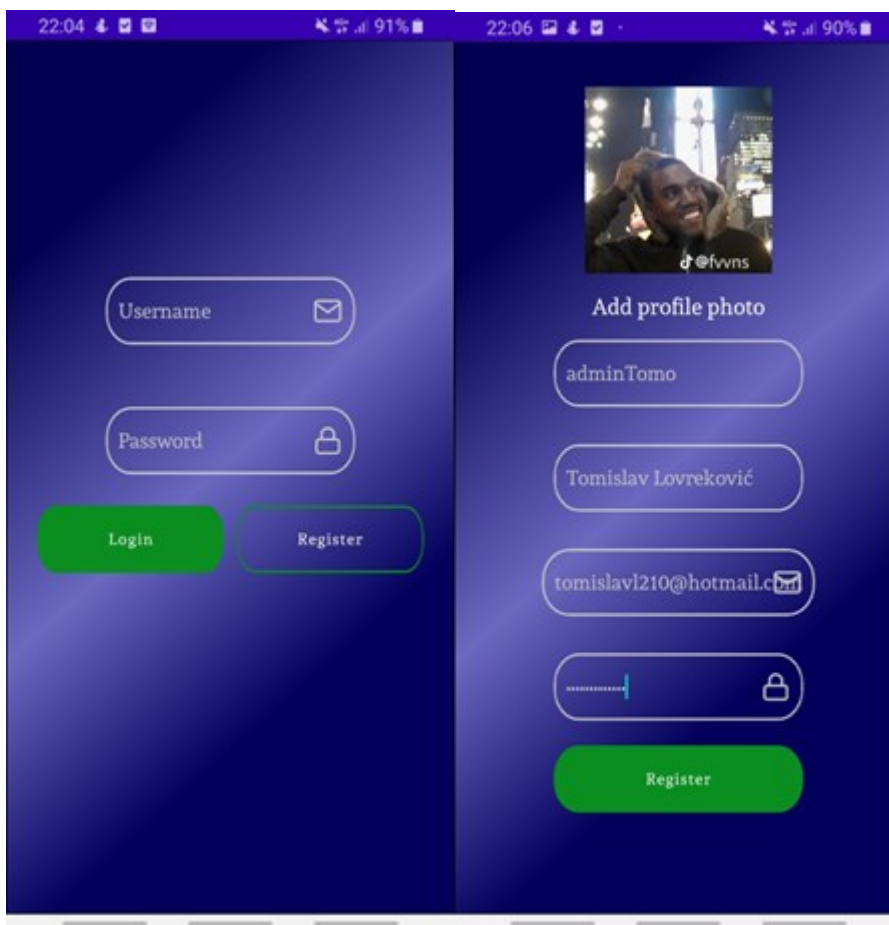 22:04
91%
Username
Password
Login
Register
22:06
90%
@fvvns
Add profile photo
adminTomo
Tomislav Lovreković
tomislavl210@hotmail.com
Register